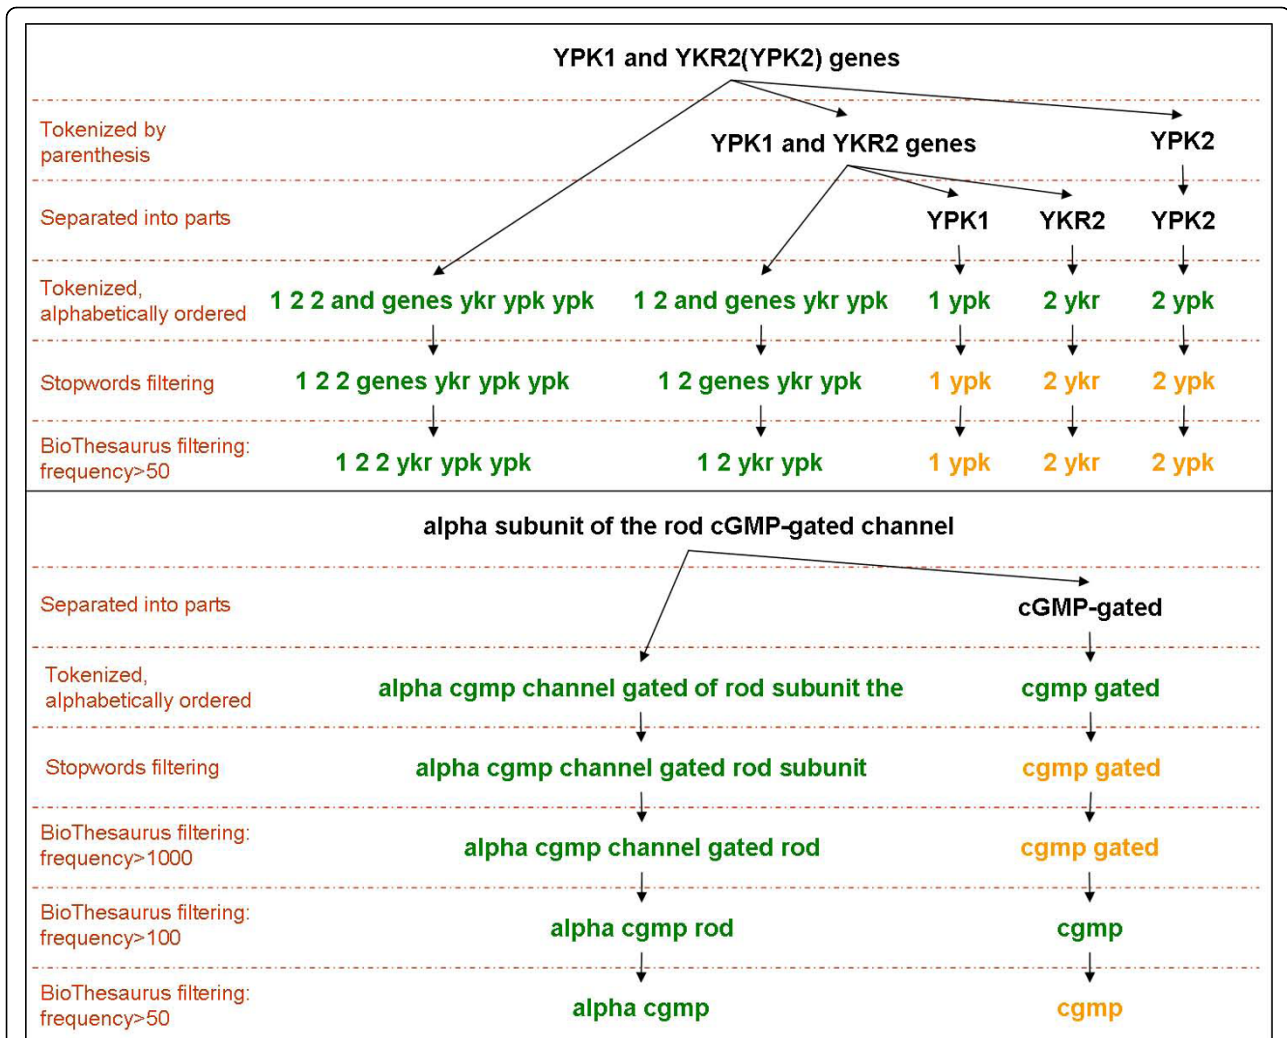 YPK1 and YKR2(YPK2) genes
Tokenized by
parenthesis
YPK1 and YKR2 genes
YPK2
Separated into parts
YPK1
YKR2
YPK2
Tokenized,
alphabetically ordered
1 2 2 and genes ykr ypk ypk
1 2 and genes ykr ypk
1 ypk
2 ykr
2 ypk
Stopwords filtering
1 2 2 genes ykr ypk ypk
1 2 genes ykr ypk
1 ypk
2 ykr
2 ypk
BioThesaurus filtering:
frequency>50
1 2 2 ykr ypk ypk
1 2 ykr ypk
1 ypk
2 ykr
2 ypk
alpha subunit of the rod cGMP-gated channel
Separated into parts
cGMP-gated
Tokenized,
alphabetically ordered
alpha cgmp channel gated of rod subunit the
cgmp gated
Stopwords filtering
alpha cgmp channel gated rod subunit
cgmp gated
BioThesaurus filtering:
frequency>1000
alpha cgmp channel gated rod
cgmp gated
BioThesaurus filtering:
frequency>100
alpha cgmp rod
cgmp
BioThesaurus filtering:
frequency>50
alpha cgmp
cgmp